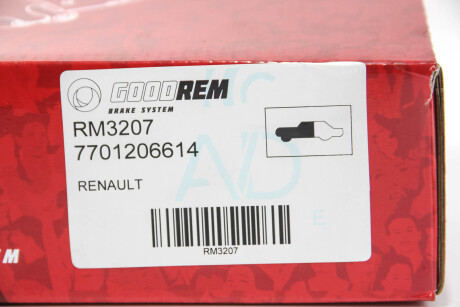 GOODREM
BRAKE SYSTEM
RM3207
7701206614
RENAULT
RM3207